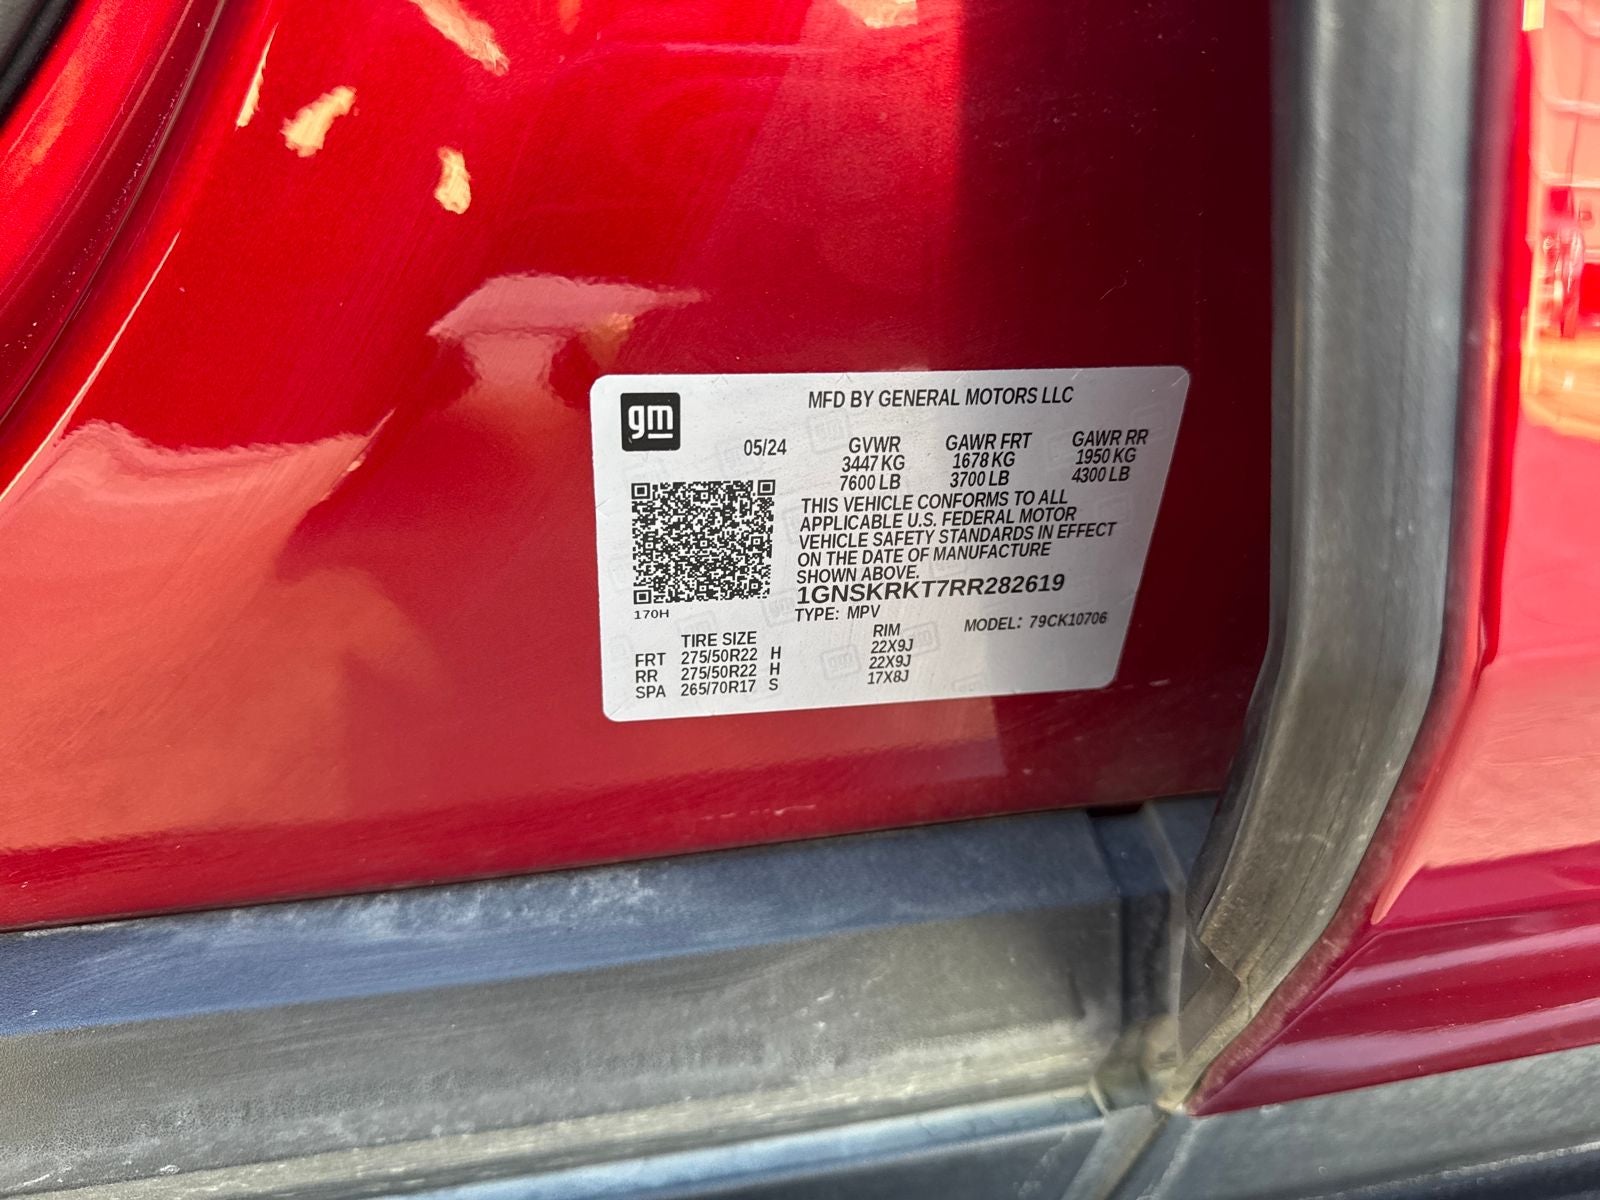 gm
MFD BY GENERAL MOTORS LLC
05/24 GVWR GAWR FRT GAWR RR
3447 KG 1678 KG 1950 KG
7600 LB 3700 LB 4300 LB
THIS VEHICLE CONFORMS TO ALL
APPLICABLE U.S. FEDERAL MOTOR
VEHICLE SAFETY STANDARDS IN EFFECT
ON THE DATE OF MANUFACTURE
SHOWN ABOVE.
1GNSKRKT7RR282619
170H
TYPE: MPV MODEL: 79CK10706
TIRE SIZE RIM
FRT 275/50R22 H 22X9J
RR 275/50R22 H 22X9J
SPA 265/70R17 S 17X8J